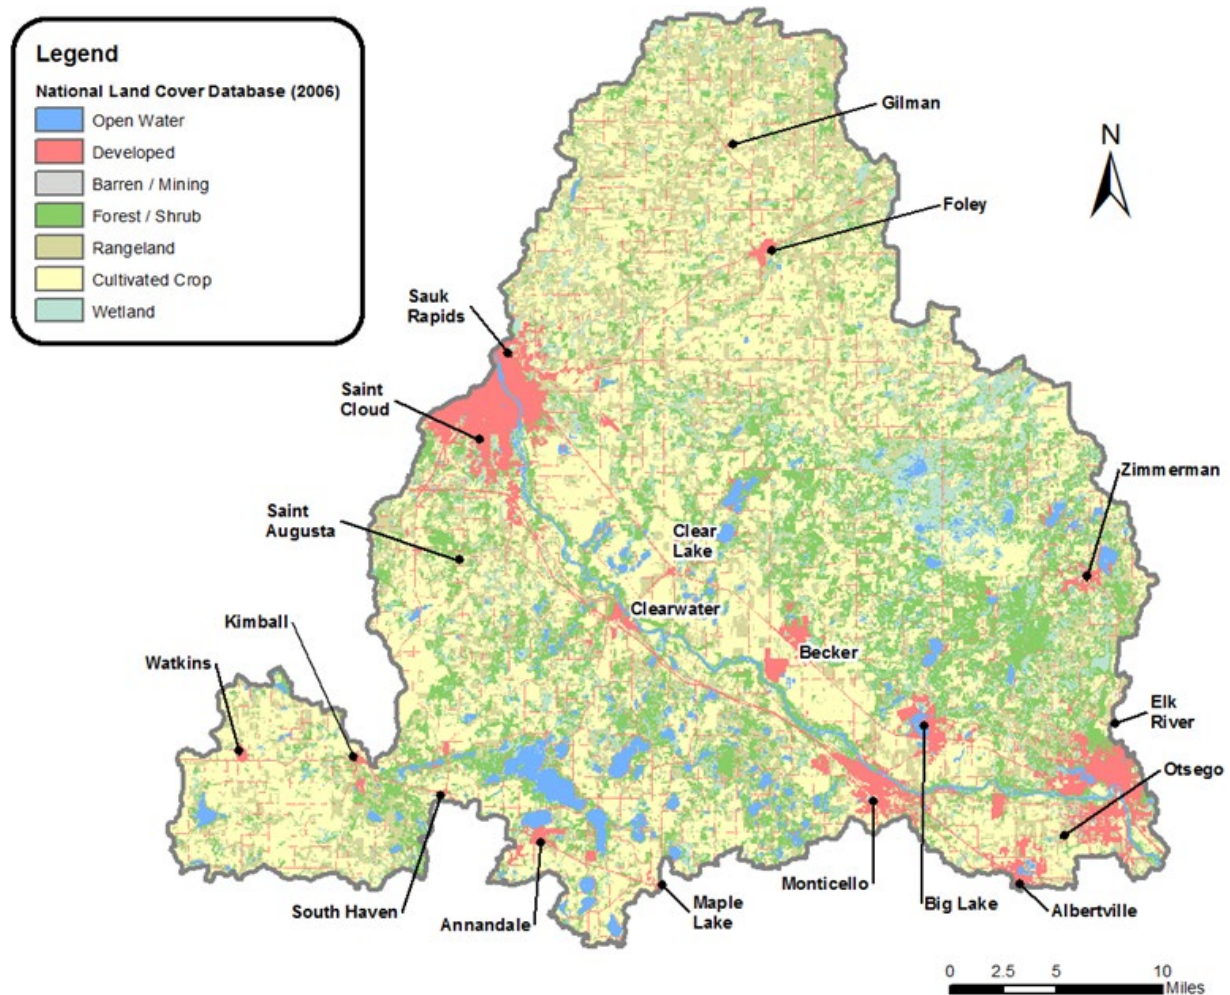 Legend
National Land Cover Database (2006)
Open Water
Developed
Barren / Mining
Forest / Shrub
Rangeland
Cultivated Crop
Wetland
Gilman
N
Foley
Sauk
Rapids
Saint
Cloud
Zimmerman
Saint
Augusta
Clear
Lake
Clearwater
Kimball
Becker
Watkins
Elk
River
Otsego
Monticello
Big Lake
Maple
Lake
South Haven
Annandale
Albertville
0 2.5 5 10
Miles